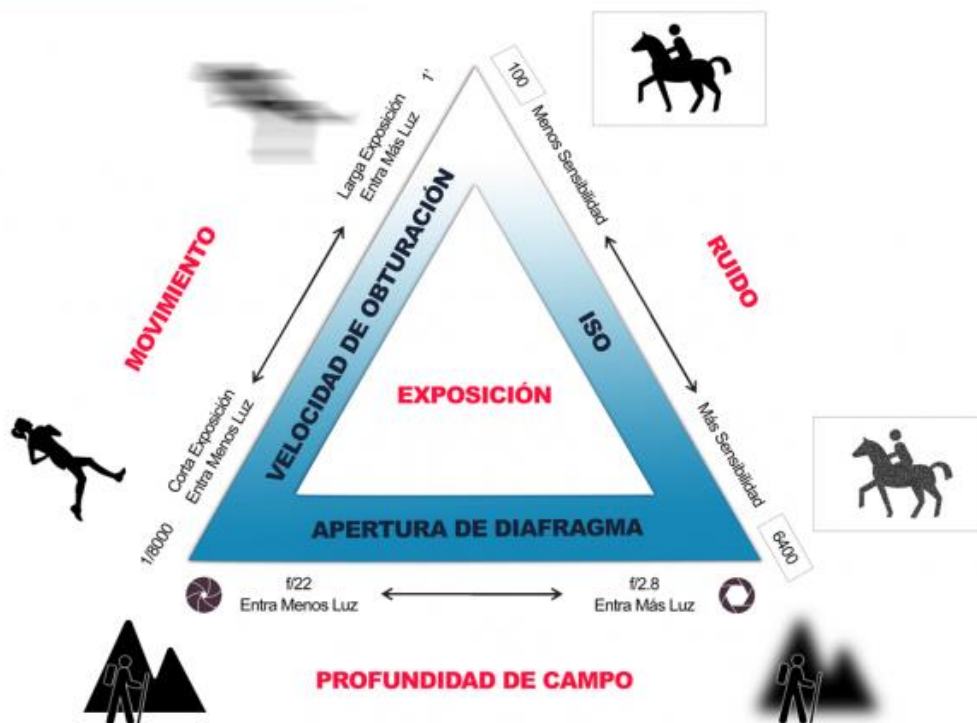 1'
Larga Exposición
Entra Más Luz
100
Menos Sensibilidad
MOVIMIENTO
VELOCIDAD DE OBTURACIÓN
ISO
RUIDO
EXPOSICIÓN
Corta Exposición
Entra Menos Luz
Más Sensibilidad
1/8000
APERTURA DE DIAFRAGMA
6400
f/22
Entra Menos Luz
f/2.8
Entra Más Luz
PROFUNDIDAD DE CAMPO